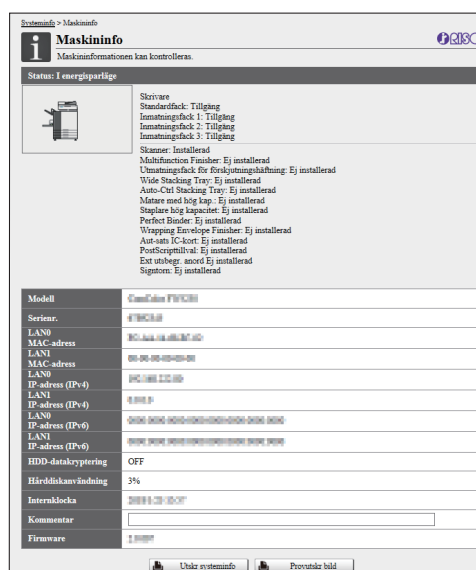 Systeminfo > Maskininfo
Maskininfo
RISO
Maskininformationen kan kontrolleras.
Status: I energisparläge
Skrivare
Standardfack: Tillgäng
Inmatningsfack 1: Tillgäng
Inmatningsfack 2: Tillgäng
Inmatningsfack 3: Tillgäng
Skanner: Installerad
Multifunction Finisher: Ej installerad
Utmatningsfack för förskjutningshäftning: Ej installerad
Wide Stacking Tray: Ej installerad
Auto-Ctrl Stacking Tray: Ej installerad
Matare med hög kap.: Ej installerad
Staplare hög kapacitet: Ej installerad
Perfect Binder: Ej installerad
Wrapping Envelope Finisher: Ej installerad
Aut-sats IC-kort: Ej installerad
PostScripttillval: Ej installerad
Ext utsbegr. anord Ej installerad
Signtorn: Ej installerad
Modell
Serienr.
LAN0
MAC-adress
LAN1
MAC-adress
LAN0
IP-adress (IPv4)
LAN1
IP-adress (IPv4)
LAN0
IP-adress (IPv6)
LAN1
IP-adress (IPv6)
HDD-datakryptering OFF
Hårddiskanvändning 3%
Internklocka
Kommentar
Firmware
Utskr systeminfo Provutskr bild